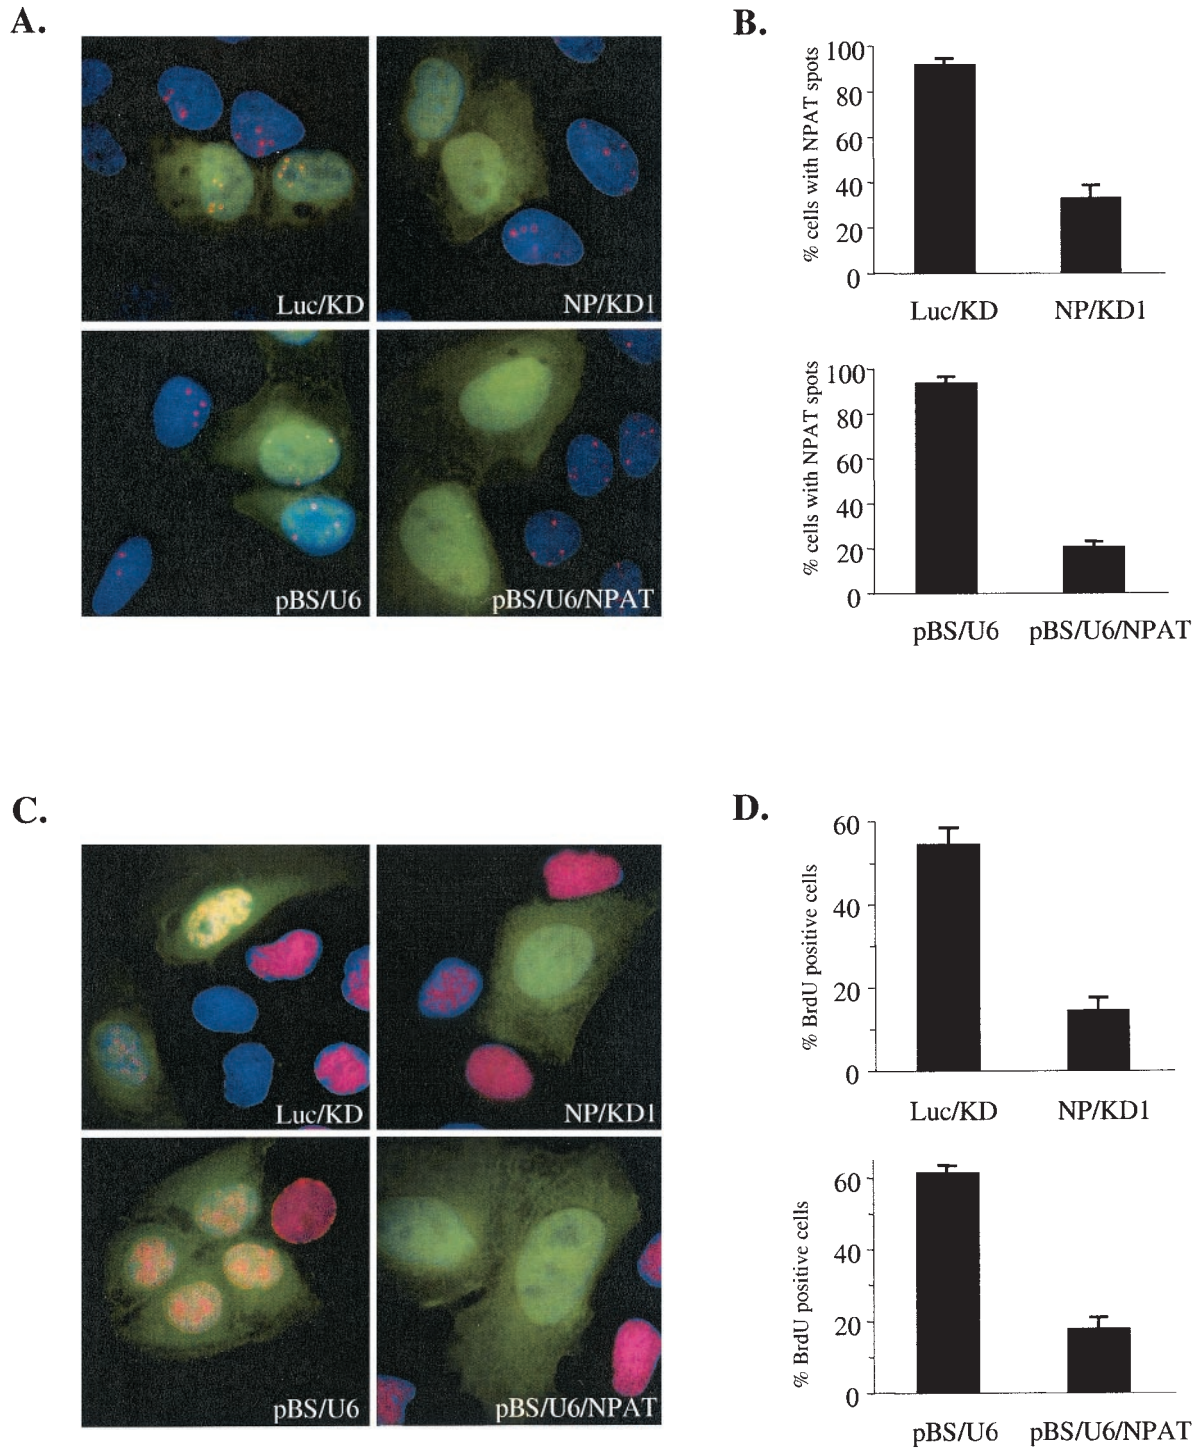 A.
Luc/KD
NP/KD1
pBS/U6
pBS/U6/NPAT
B.
% cells with NPAT spots
100
80
60
40
20
0
Luc/KD
NP/KD1
% cells with NPAT spots
100
80
60
40
20
0
pBS/U6
pBS/U6/NPAT
C.
Luc/KD
NP/KD1
pBS/U6
pBS/U6/NPAT
D.
% BrdU positive cells
60
40
20
0
Luc/KD
NP/KD1
% BrdU positive cells
60
40
20
0
pBS/U6
pBS/U6/NPAT